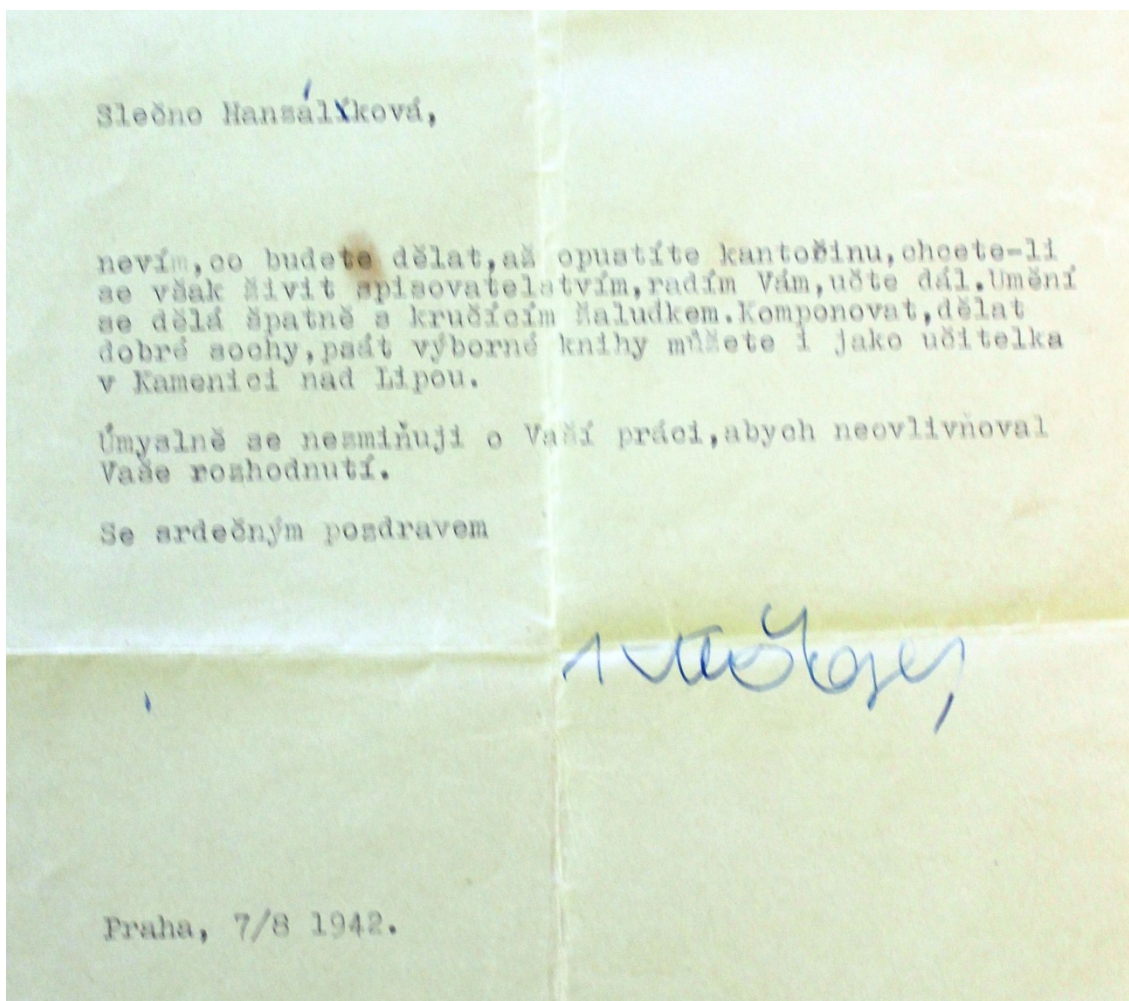 Slečno Hansálíková,
nevím,co budete dělat,až opustíte kantořinu,chcete-li
se však živit spisovatelstvím,radím Vám,učte dál.Umění
se dělá špatně s kručícím žaludkem.Komponovat,dělat
dobré sochy,psát výborné knihy můžete i jako učitelka
v Kamenici nad Lipou.
Úmyslně se nezmiňuji o Vaší práci,abych neovlivňoval
Vaše rozhodnutí.
Se srdečným pozdravem
Praha, 7/8 1942.